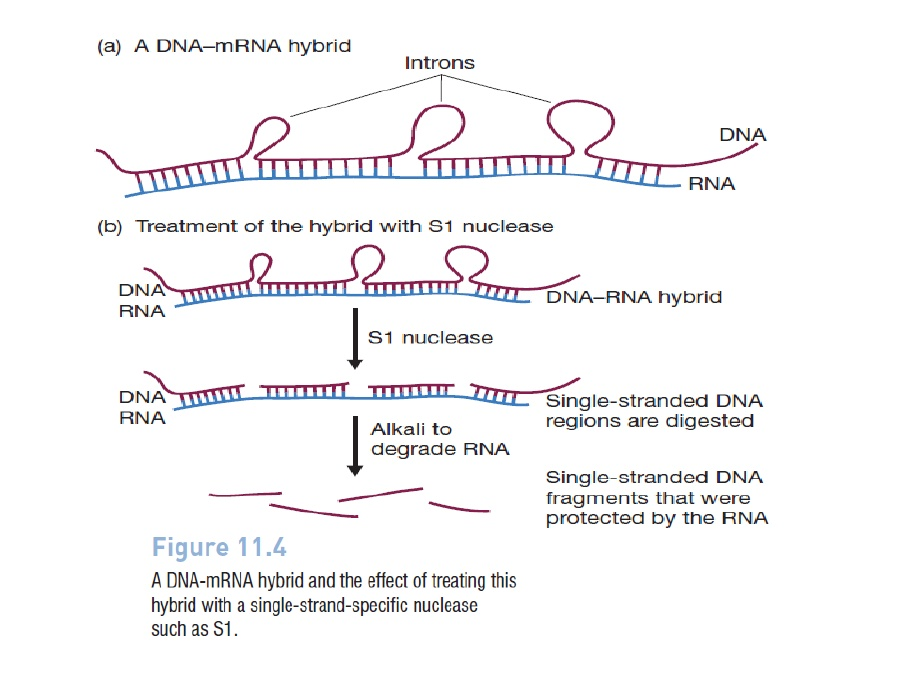 (a) A DNA–mRNA hybrid
Introns
DNA
RNA
(b) Treatment of the hybrid with S1 nuclease
DNA
RNA
DNA–RNA hybrid
S1 nuclease
DNA
RNA
Single-stranded DNA
regions are digested
Alkali to
degrade RNA
Single-stranded DNA
fragments that were
protected by the RNA
Figure 11.4
A DNA-mRNA hybrid and the effect of treating this
hybrid with a single-strand-specific nuclease
such as S1.